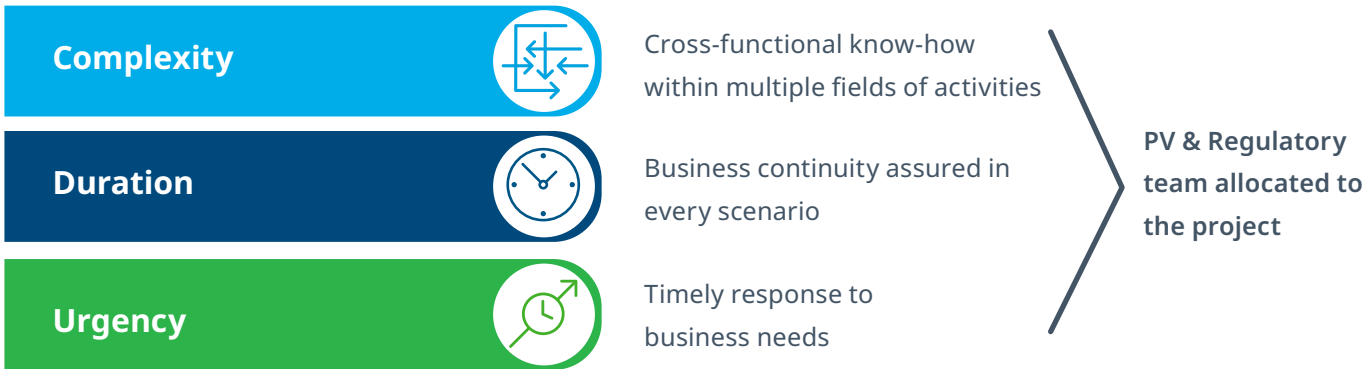 Complexity
Cross-functional know-how
within multiple fields of activities
Duration
Business continuity assured in
every scenario
Urgency
Timely response to
business needs
PV & Regulatory
team allocated to
the project